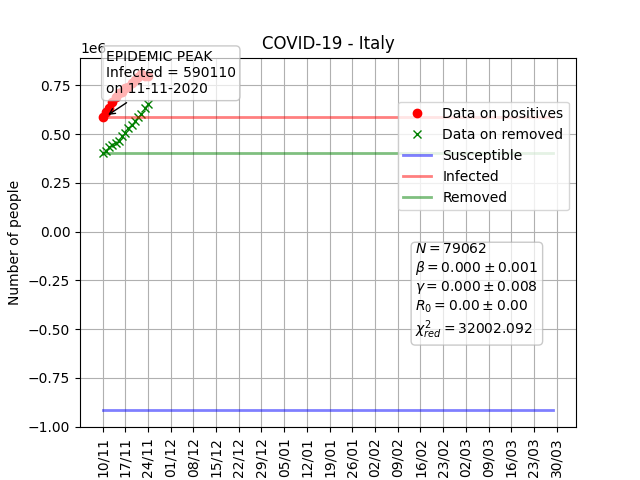 COVID-19 - Italy
1e6
EPIDEMIC PEAK
Infected = 590110
on 11-11-2020
Data on positives
Data on removed
Susceptible
Infected
Removed
N = 79062
β = 0.000 ± 0.001
γ = 0.000 ± 0.008
R₀ = 0.00 ± 0.00
χ²_red = 32002.092
Number of people
0.75
0.50
0.25
0.00
−0.25
−0.50
−0.75
−1.00
10/11
17/11
24/11
01/12
08/12
15/12
22/12
29/12
05/01
12/01
19/01
26/01
02/02
09/02
16/02
23/02
02/03
09/03
16/03
23/03
30/03